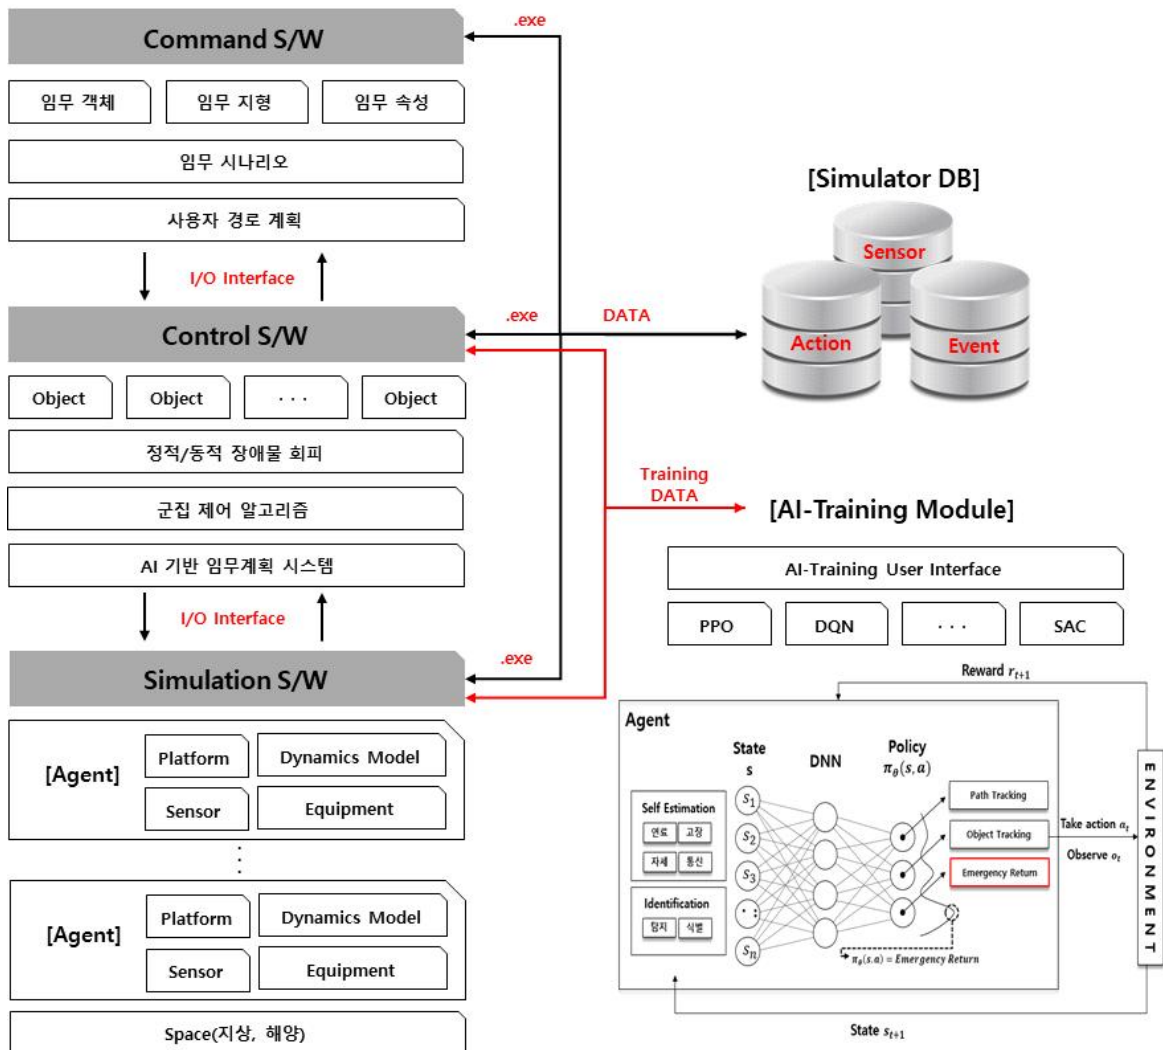 Command S/W
임무 객체
임무 지형
임무 속성
임무 시나리오
사용자 경로 계획
I/O Interface
Control S/W
Object
Object
· · ·
Object
정적/동적 장애물 회피
군집 제어 알고리즘
AI 기반 임무계획 시스템
I/O Interface
Simulation S/W
[Agent]
Platform
Dynamics Model
Sensor
Equipment
[Agent]
Platform
Dynamics Model
Sensor
Equipment
Space(지상, 해양)
.exe
.exe
DATA
.exe
Training
DATA
[Simulator DB]
Sensor
Action
Event
[AI-Training Module]
AI-Training User Interface
PPO
DQN
· · ·
SAC
Reward r_{t+1}
Agent
State
s
DNN
Policy
π_θ(s,a)
Self Estimation
연료
고장
자세
통신
Identification
탐지
식별
S_1
S_2
S_3
S_n
Path Tracking
Object Tracking
Emergency Return
π_θ(s.a) = Emergency Return
Take action a_t
Observe o_t
ENVIRONMENT
State s_{t+1}